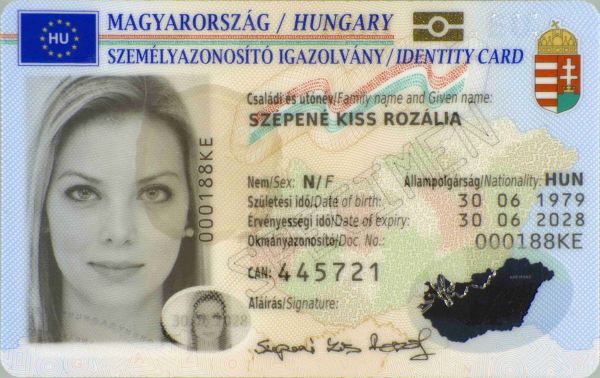 HU
MAGYARORSZÁG / HUNGARY
SZEMÉLYAZONOSÍTÓ IGAZOLVÁNY / IDENTITY CARD
Családi és utónév/Family name and Given name:
SZÉPENÉ KISS ROZÁLIA
Nem/Sex: N/F
Állampolgárság/Nationality: HUN
Születési idő/Date of birth: 30 06 1979
Érvényességi idő/Date of expiry: 30 06 2028
Okmányazonosító/Doc. No.: 000188KE
CAN: 445721
Aláírás/Signature:
000188KE
SPECIMEN